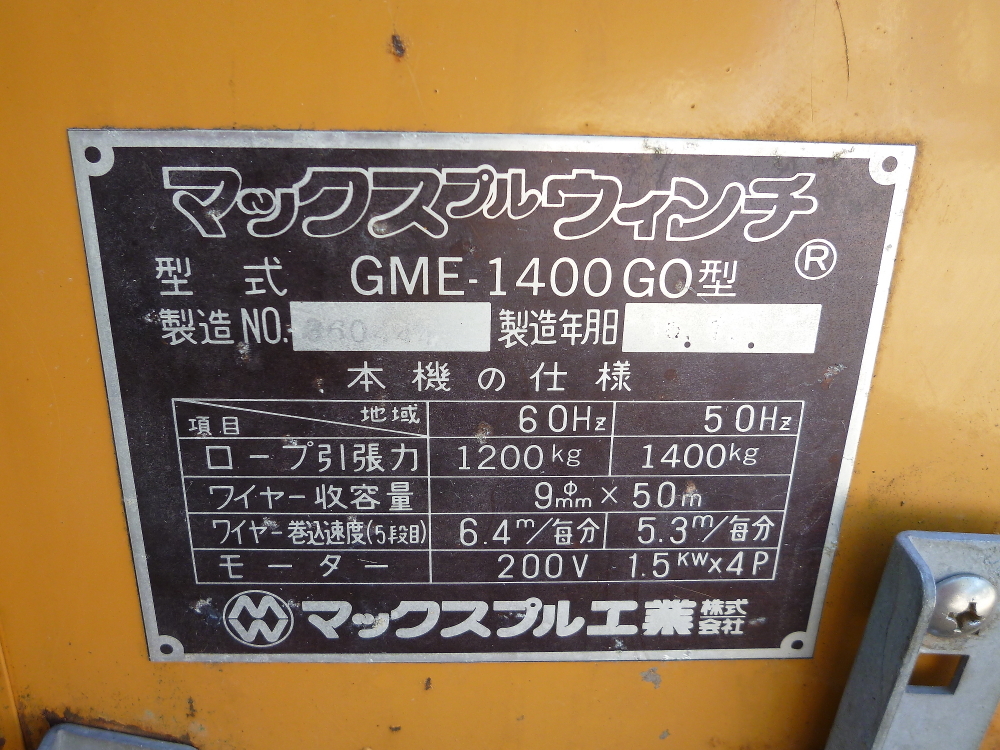 マックスプルウィンチ
®
型式 GME-1400GO型
製造NO. 製造年月日
本機の仕様
項目 地域 60Hz 50Hz
ロープ引張力 1200kg 1400kg
ワイヤー収容量 9mmφ×50m
ワイヤー巻込速度(5段目) 6.4m/毎分 5.3m/毎分
モーター 200V 1.5KW×4P
マックスプル工業株式会社